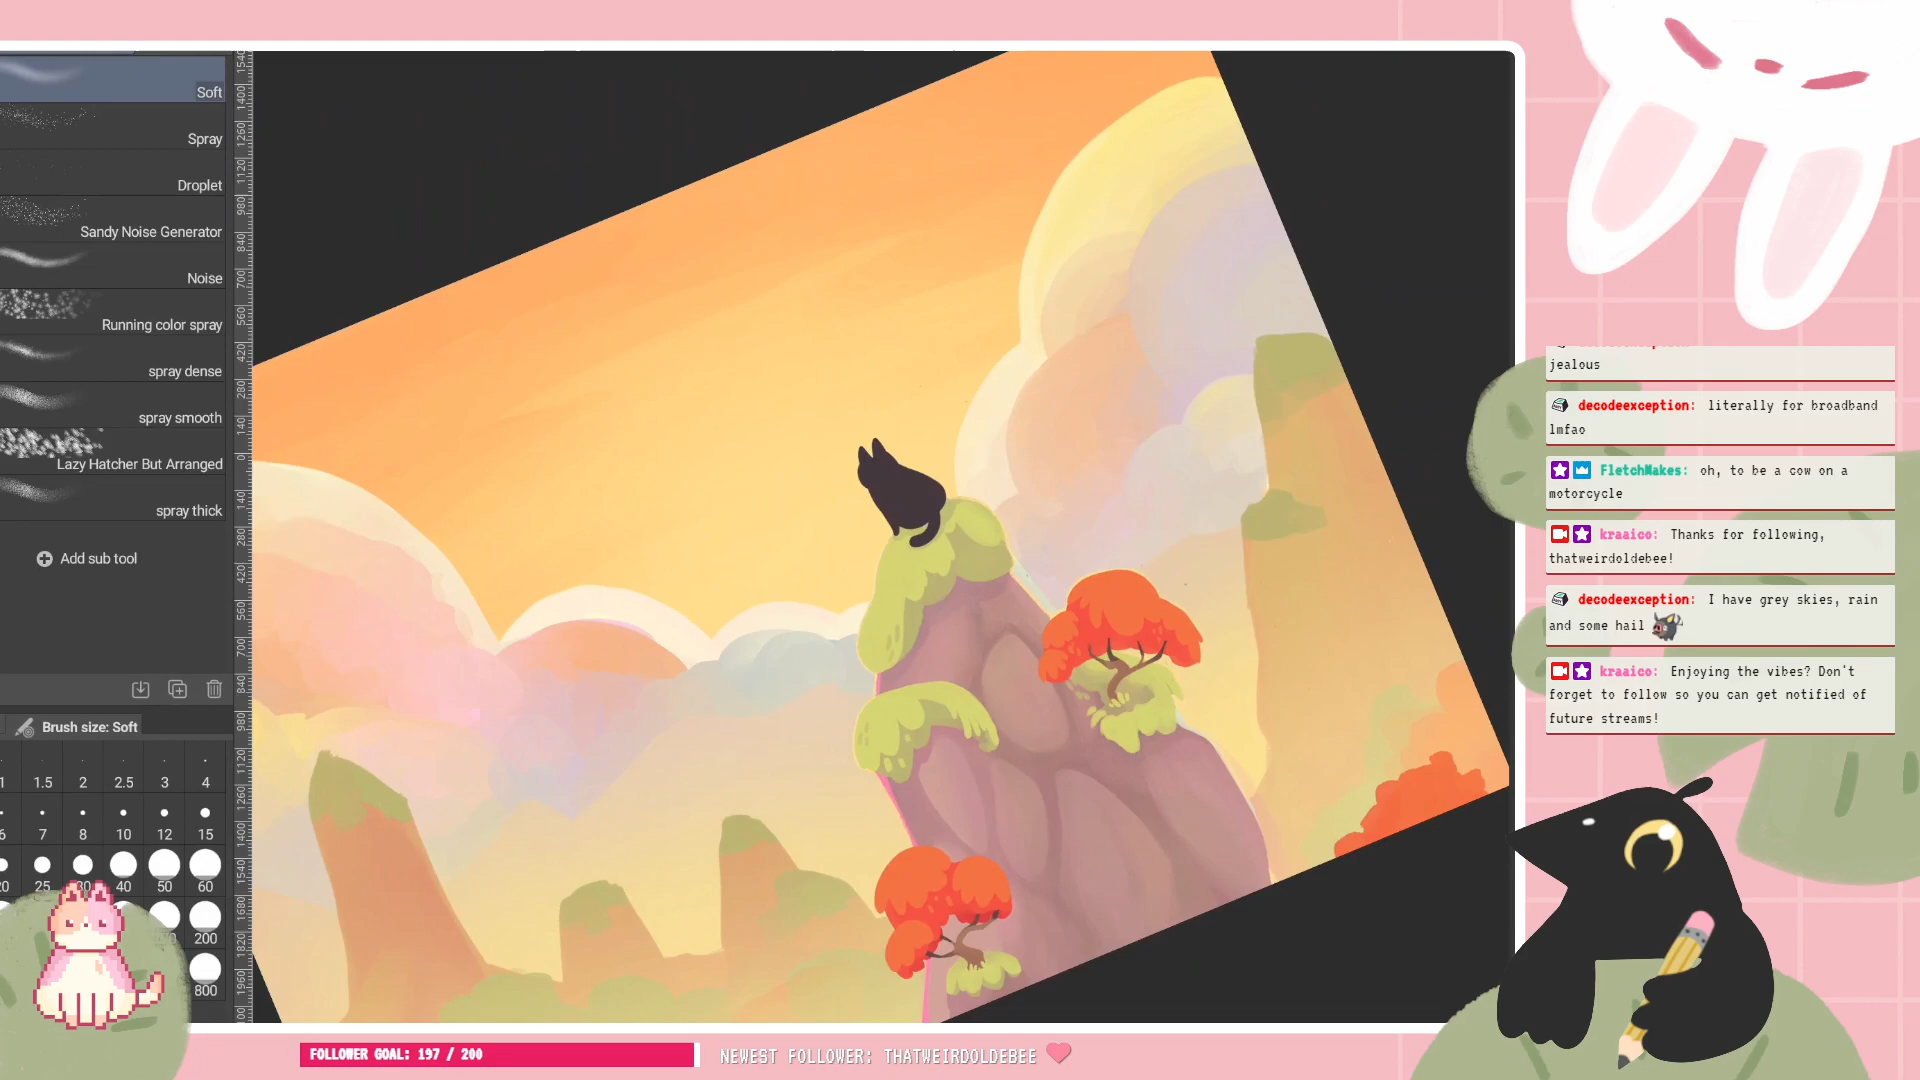 Soft
Spray
Droplet
Sandy Noise Generator
Noise
Running color spray
spray dense
spray smooth
Lazy Hatcher But Arranged
spray thick
Add sub tool
Brush size: Soft
1 1.5 2 2.5 3 4
6 7 8 10 12 15
20 25 30 40 50 60
200
800
jealous
decodeexception: literally for broadband
lmfao
FletchMakes: oh, to be a cow on a
motorcycle
kraaico: Thanks for following,
thatweirdoldebee!
decodeexception: I have grey skies, rain
and some hail
kraaico: Enjoying the vibes? Don't
forget to follow so you can get notified of
future streams!
FOLLOWER GOAL: 197 / 200
NEWEST FOLLOWER: THATWEIRDOLDEBEE